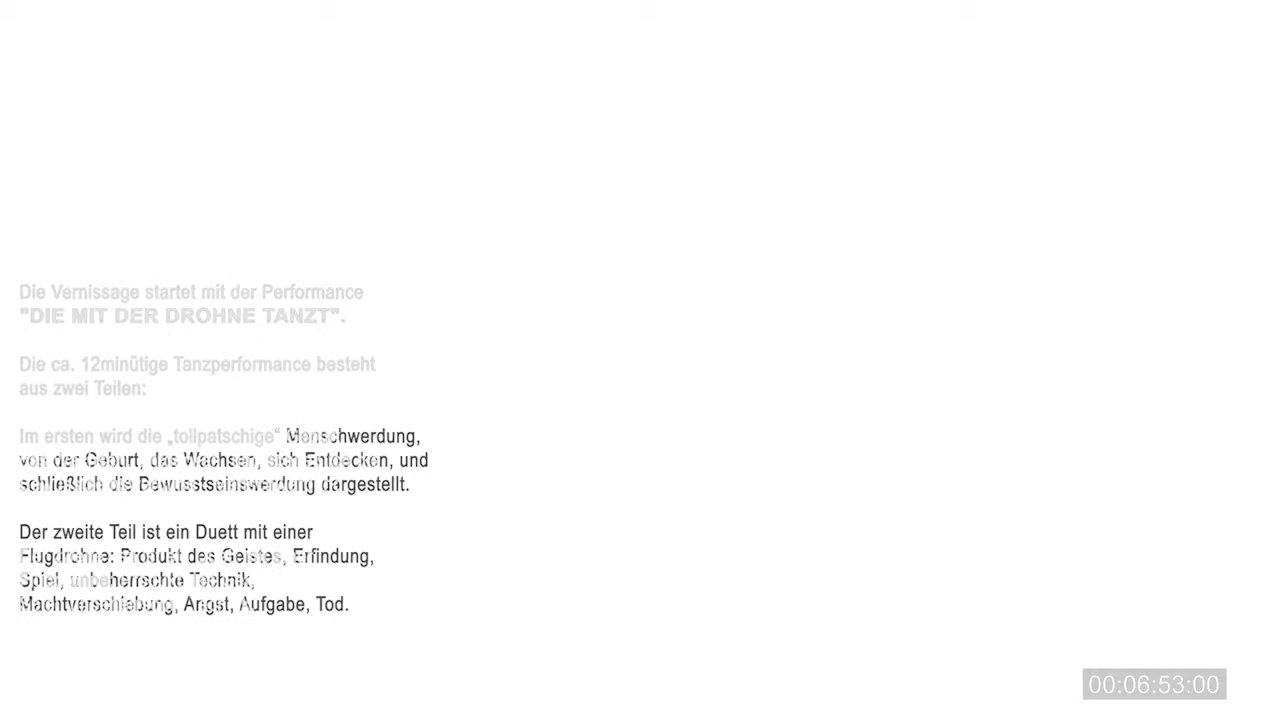 Die Vernissage startet mit der Performance
"DIE MIT DER DROHNE TANZT".
Die ca. 12minütige Tanzperformance besteht
aus zwei Teilen:
Im ersten wird die „tollpatschige“ Menschwerdung,
von der Geburt, das Wachsen, sich Entdecken, und
schließlich die Bewusstseinswerdung dargestellt.
Der zweite Teil ist ein Duett mit einer
Flugdrohne: Produkt des Geistes, Erfindung,
Spiel, unbeherrschte Technik,
Machtverschiebung, Angst, Aufgabe, Tod.
00:06:53:00